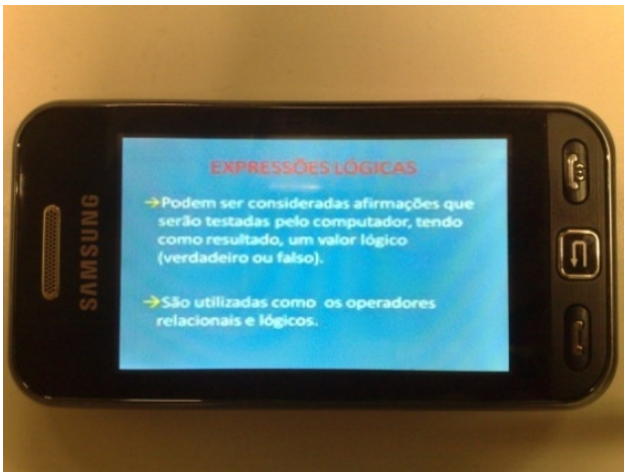 SAMSUNG
EXPRESSÕES LÓGICAS
→Podem ser consideradas afirmações que
serão testadas pelo computador, tendo
como resultado, um valor lógico
(verdadeiro ou falso).
→São utilizadas como os operadores
relacionais e lógicos.